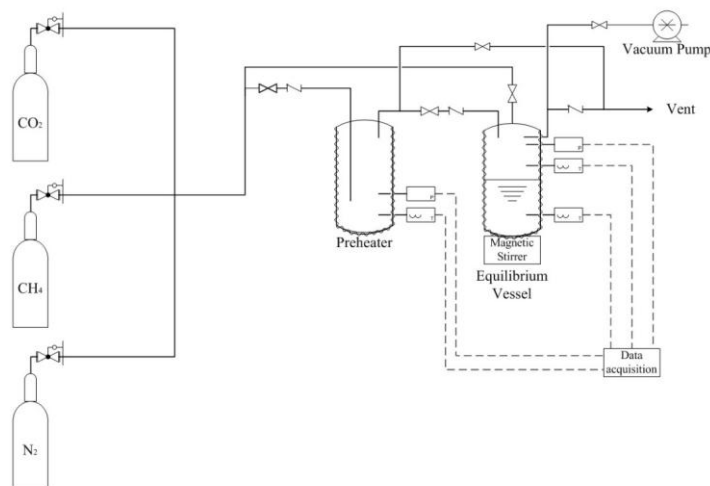 Vacuum Pump
CO₂
Vent
P
T
P
T
T
Preheater
Magnetic
Stirrer
CH₄
Equilibrium
Vessel
Data
acquisition
N₂